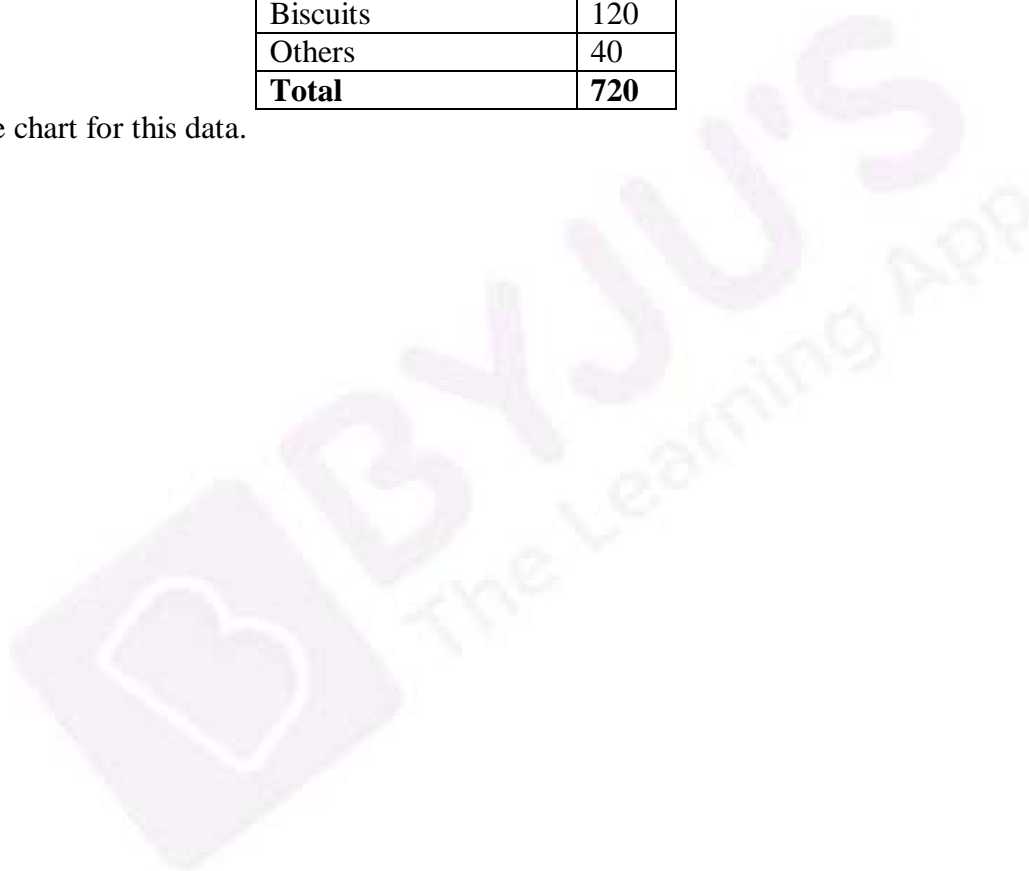 Biscuits 120
Others 40
Total 720
e chart for this data.
BYJU'S
The Learning App